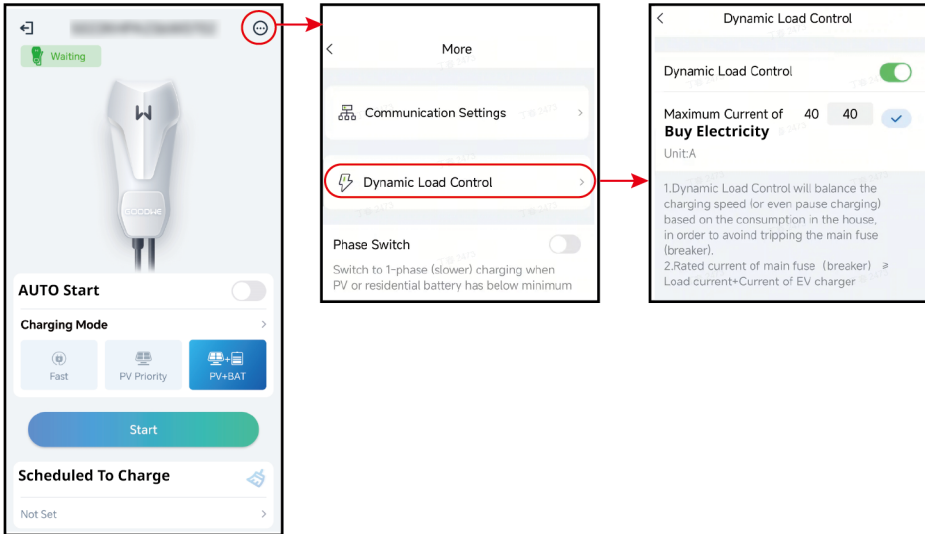 Waiting
GOODWE
AUTO Start
Charging Mode
Fast
PV Priority
PV+BAT
Start
Scheduled To Charge
Not Set
More
Communication Settings
Dynamic Load Control
Phase Switch
Switch to 1-phase (slower) charging when
PV or residential battery has below minimum
Dynamic Load Control
Dynamic Load Control
Maximum Current of 40 40
Buy Electricity
Unit:A
1.Dynamic Load Control will balance the
charging speed (or even pause charging)
based on the consumption in the house,
in order to avoind tripping the main fuse
(breaker).
2.Rated current of main fuse (breaker) ≥
Load current+Current of EV charger